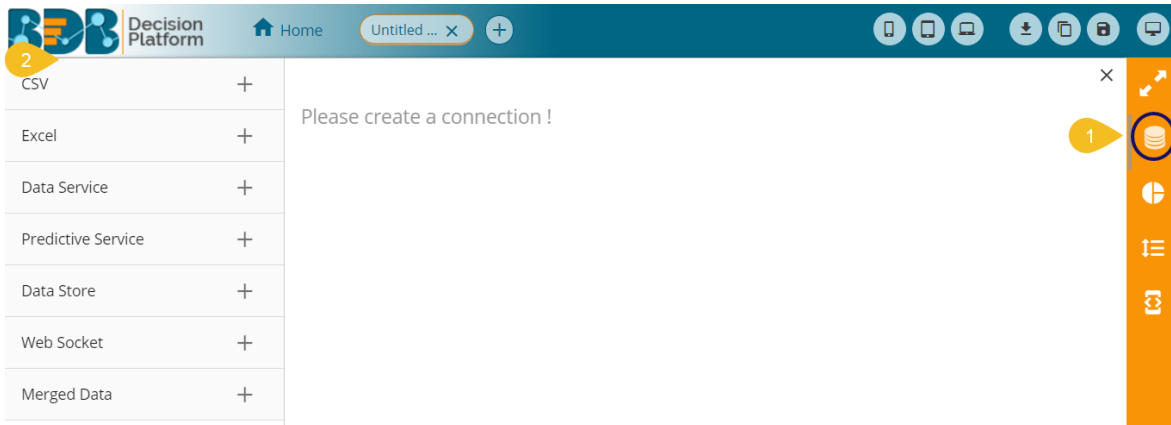 BDB Decision Platform
Home
Untitled ...
2
CSV
Excel
Data Service
Predictive Service
Data Store
Web Socket
Merged Data
Please create a connection !
1